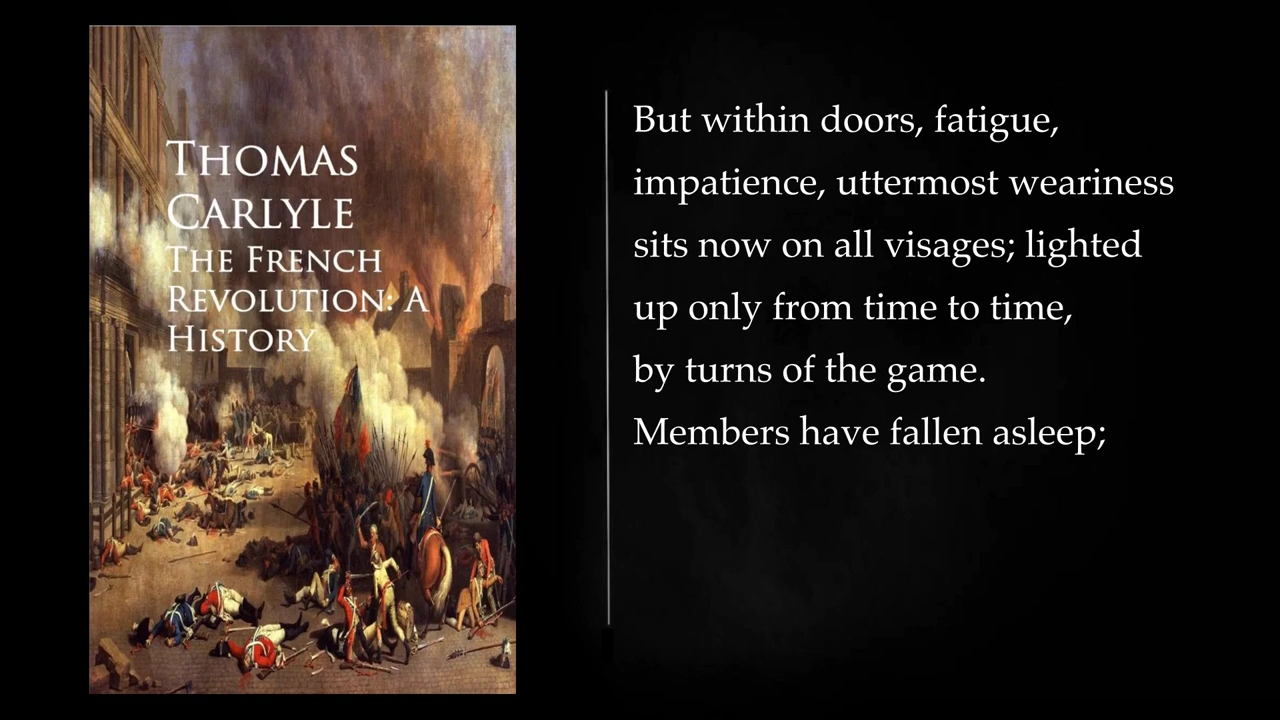 THOMAS
CARLYLE
THE FRENCH
REVOLUTION: A
HISTORY
But within doors, fatigue,
impatience, uttermost weariness
sits now on all visages; lighted
up only from time to time,
by turns of the game.
Members have fallen asleep;